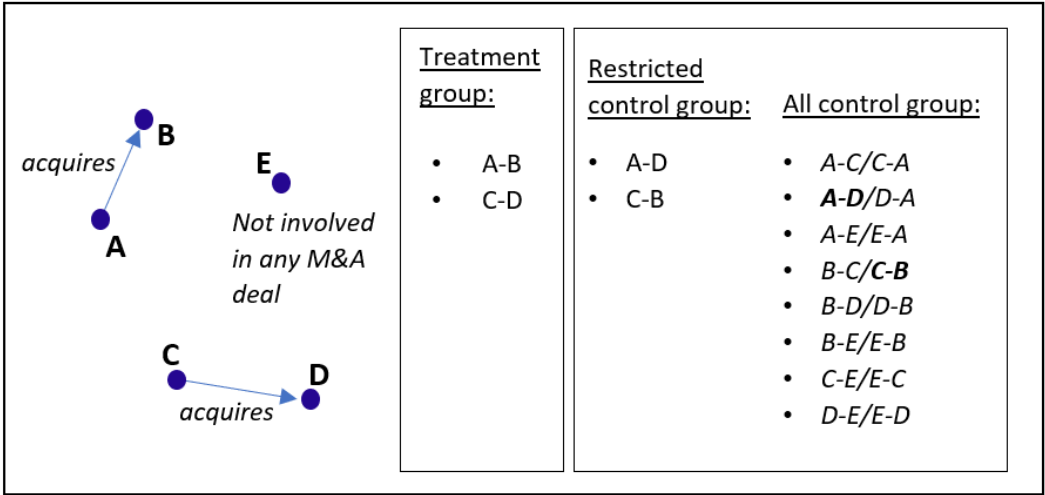 B
acquires
A
E
Not involved
in any M&A
deal
C
D
acquires
Treatment
group:
• A-B
• C-D
Restricted
control group:
• A-D
• C-B
All control group:
• A-C/C-A
• A-D/D-A
• A-E/E-A
• B-C/C-B
• B-D/D-B
• B-E/E-B
• C-E/E-C
• D-E/E-D